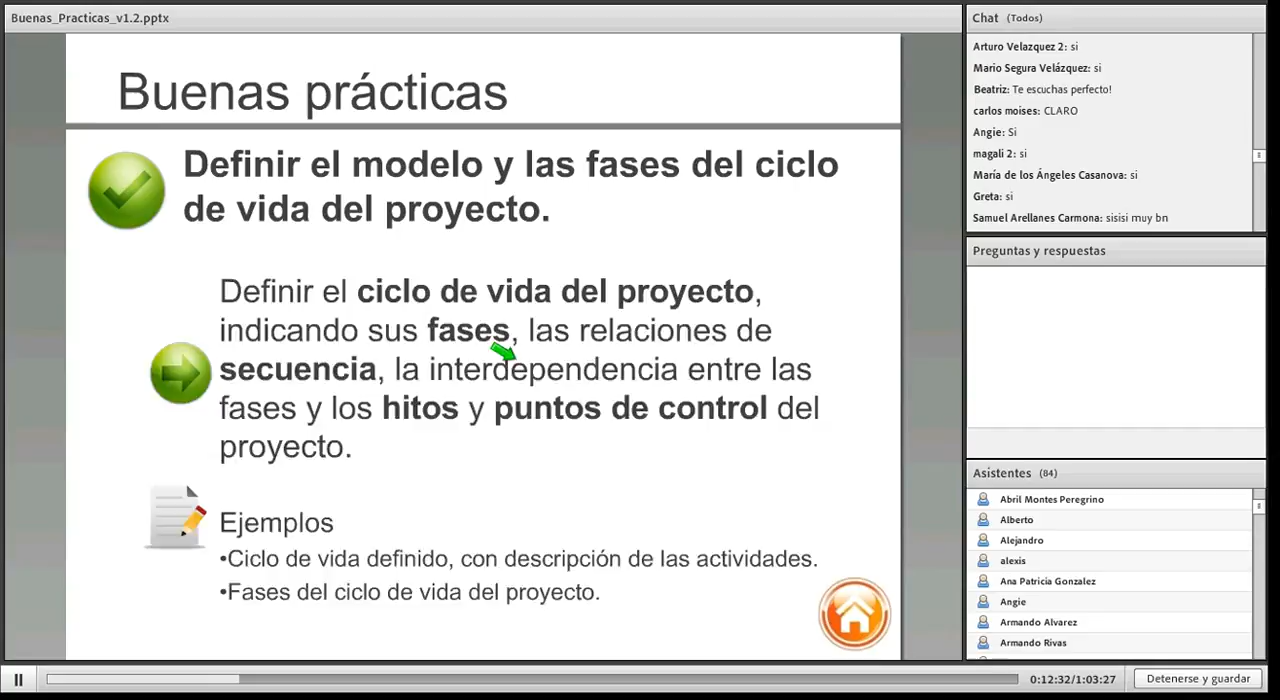 Buenas_Practicas_v1.2.pptx
Buenas prácticas
Definir el modelo y las fases del ciclo
de vida del proyecto.
Definir el ciclo de vida del proyecto,
indicando sus fases, las relaciones de
secuencia, la interdependencia entre las
fases y los hitos y puntos de control del
proyecto.
Ejemplos
•Ciclo de vida definido, con descripción de las actividades.
•Fases del ciclo de vida del proyecto.
Chat (Todos)
Arturo Velazquez 2: si
Mario Segura Velázquez: si
Beatriz: Te escuchas perfecto!
carlos moises: CLARO
Angie: Si
magali 2: si
María de los Ángeles Casanova: si
Greta: si
Samuel Arellanes Carmona: sisisi muy bn
Preguntas y respuestas
Asistentes (84)
Abril Montes Peregrino
Alberto
Alejandro
alexis
Ana Patricia Gonzalez
Angie
Armando Alvarez
Armando Rivas
0:12:32/1:03:27
Detenerse y guardar